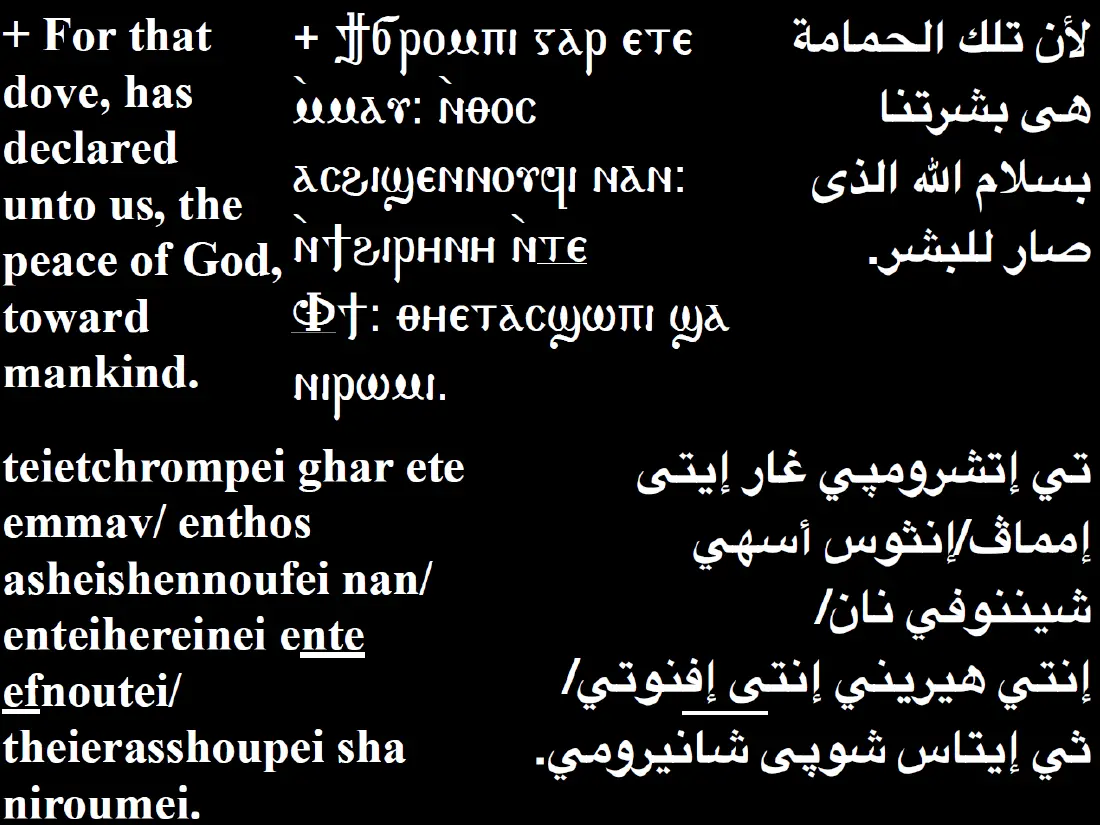 + For that
dove, has
declared
unto us, the
peace of God,
toward
mankind.
+ Ϯϭⲣⲟⲙⲡⲓ ⲅⲁⲣ ⲉⲧⲉ
ⲙ̀ⲙⲁⲩ: ⲛ̀ⲑⲟⲥ
ⲁⲥϩⲓϣⲉⲛⲛⲟⲩϥⲓ ⲛⲁⲛ:
ⲛ̀ϯϩⲓⲣⲏⲛⲏ ⲛ̀ⲧⲉ
Ⲫϯ: ⲑⲏⲉⲧⲁⲥϣⲱⲡⲓ ϣⲁ
ⲛⲓⲣⲱⲙⲓ.
لأن تلك الحمامة
هى بشرتنا
بسلام الله الذى
صار للبشر.
teietchrompei ghar ete
emmav/ enthos
asheishennoufei nan/
enteihereinei ente
efnoutei/
theierasshoupei sha
niroumei.
تي إتشرومپي غار إيتى
إمماڤ/إنثوس أسهي
شيننوفي نان/
إنتي هيريني إنتى إفنوتي/
ثي إيتاس شوپى شانيرومي.